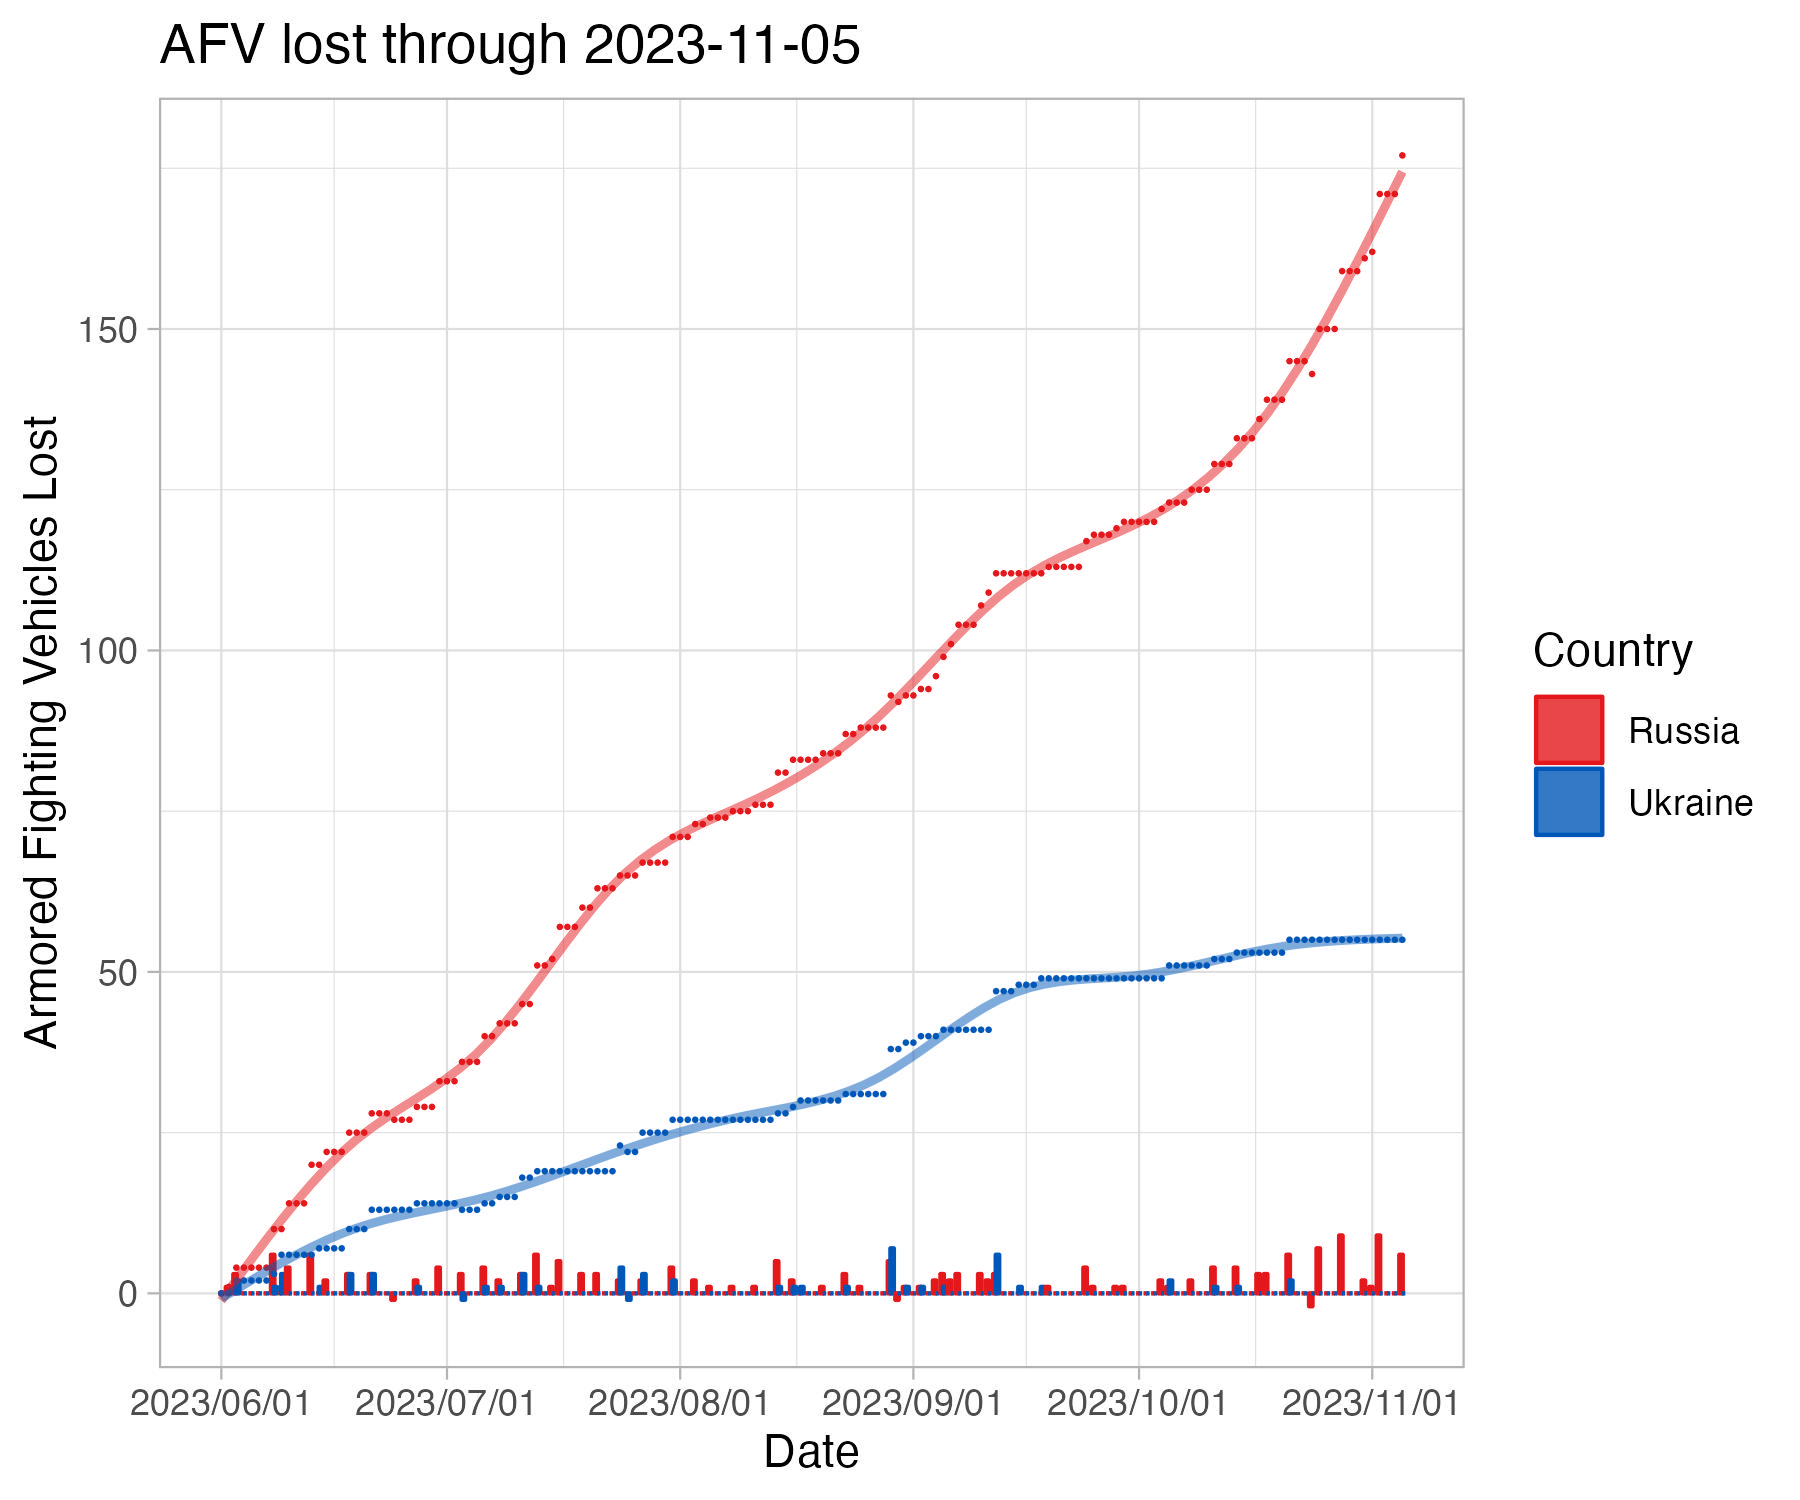 AFV lost through 2023-11-05
Armored Fighting Vehicles Lost
150
100
50
0
2023/06/01 2023/07/01 2023/08/01 2023/09/01 2023/10/01 2023/11/01
Date
Country
Russia
Ukraine